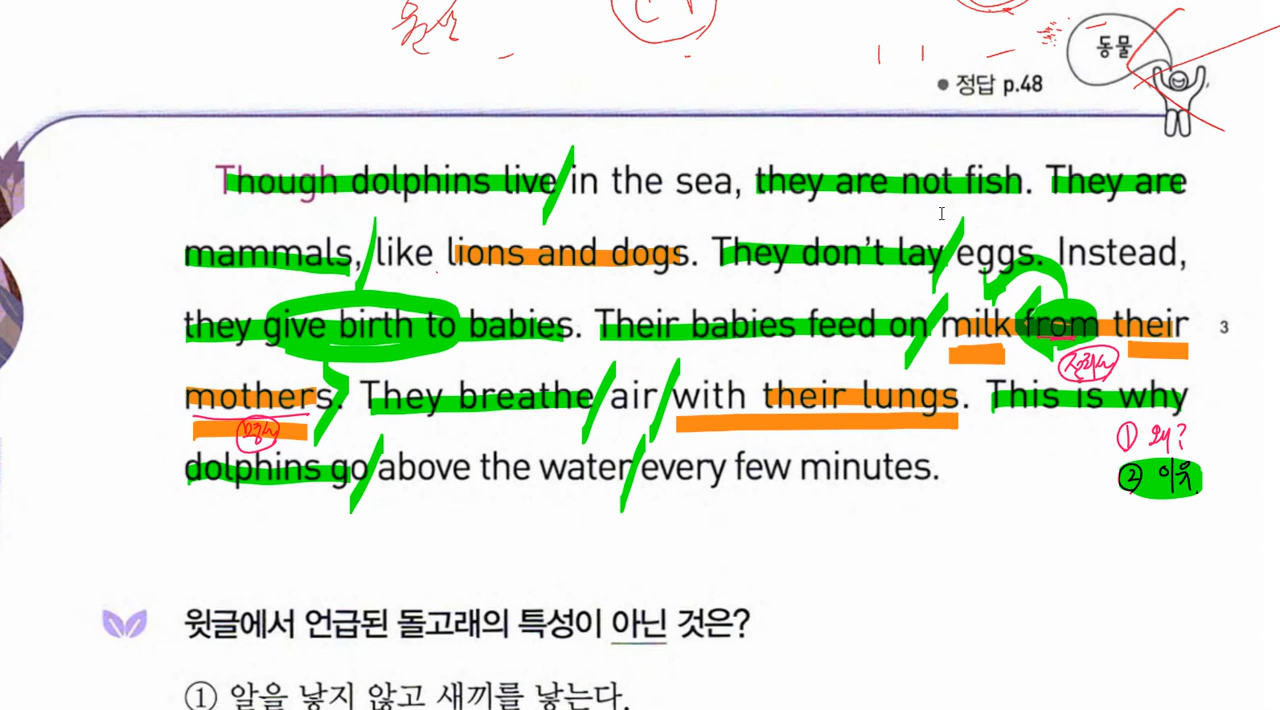 동물
정답 p.48
Though dolphins live in the sea, they are not fish. They are
mammals, like lions and dogs. They don't lay eggs. Instead,
they give birth to babies. Their babies feed on milk from their
3
전치사
mothers. They breathe air with their lungs. This is why
① 왜?
dolphins go above the water every few minutes.
② 이유
윗글에서 언급된 돌고래의 특성이 아닌 것은?
① 알을 낳지 않고 새끼를 낳는다.